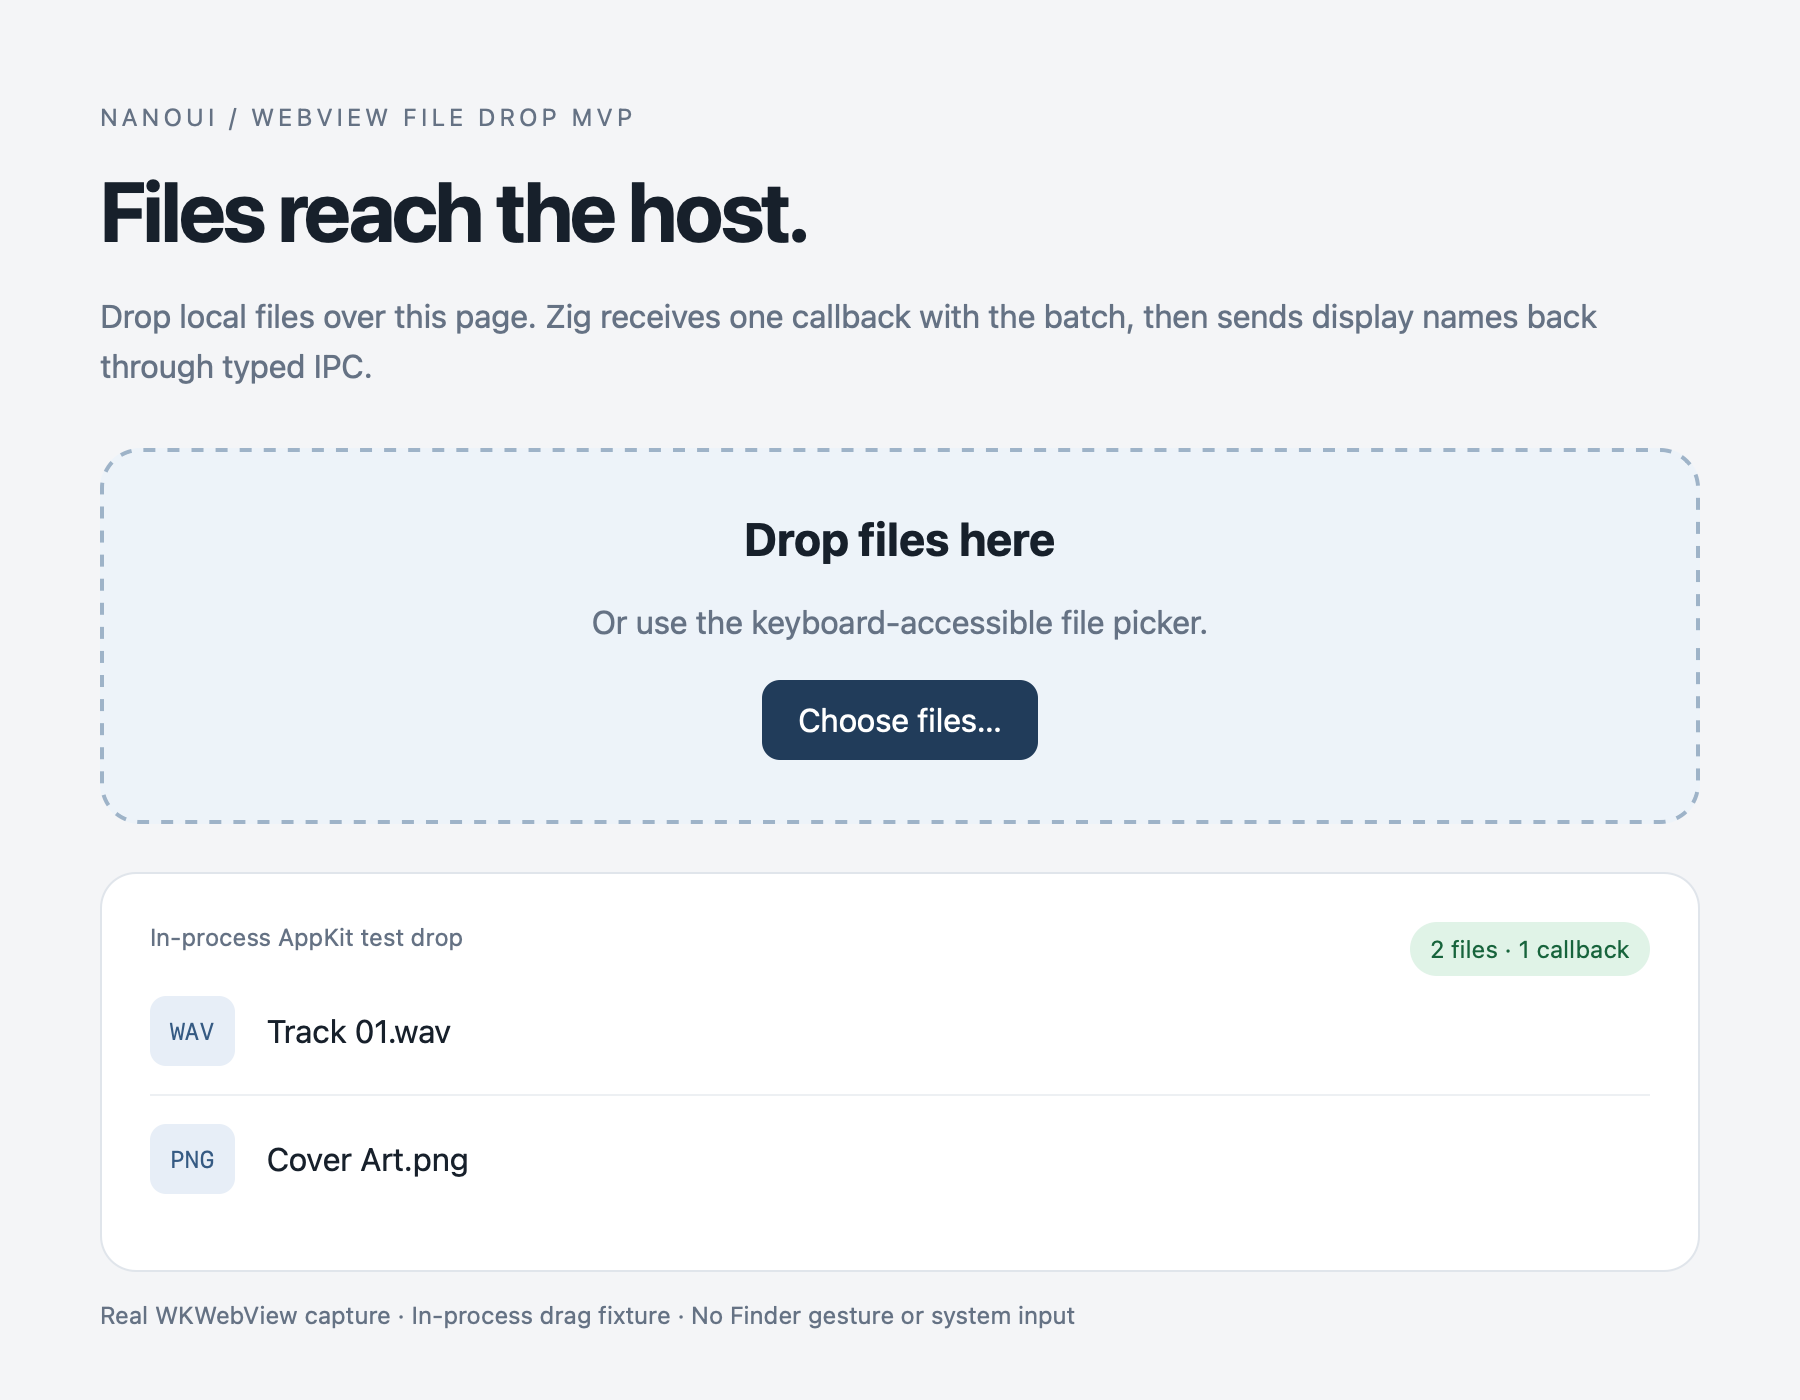 NANOUI / WEBVIEW FILE DROP MVP
Files reach the host.
Drop local files over this page. Zig receives one callback with the batch, then sends display names back
through typed IPC.
Drop files here
Or use the keyboard-accessible file picker.
Choose files...
In-process AppKit test drop
2 files · 1 callback
WAV
Track 01.wav
PNG
Cover Art.png
Real WKWebView capture · In-process drag fixture · No Finder gesture or system input